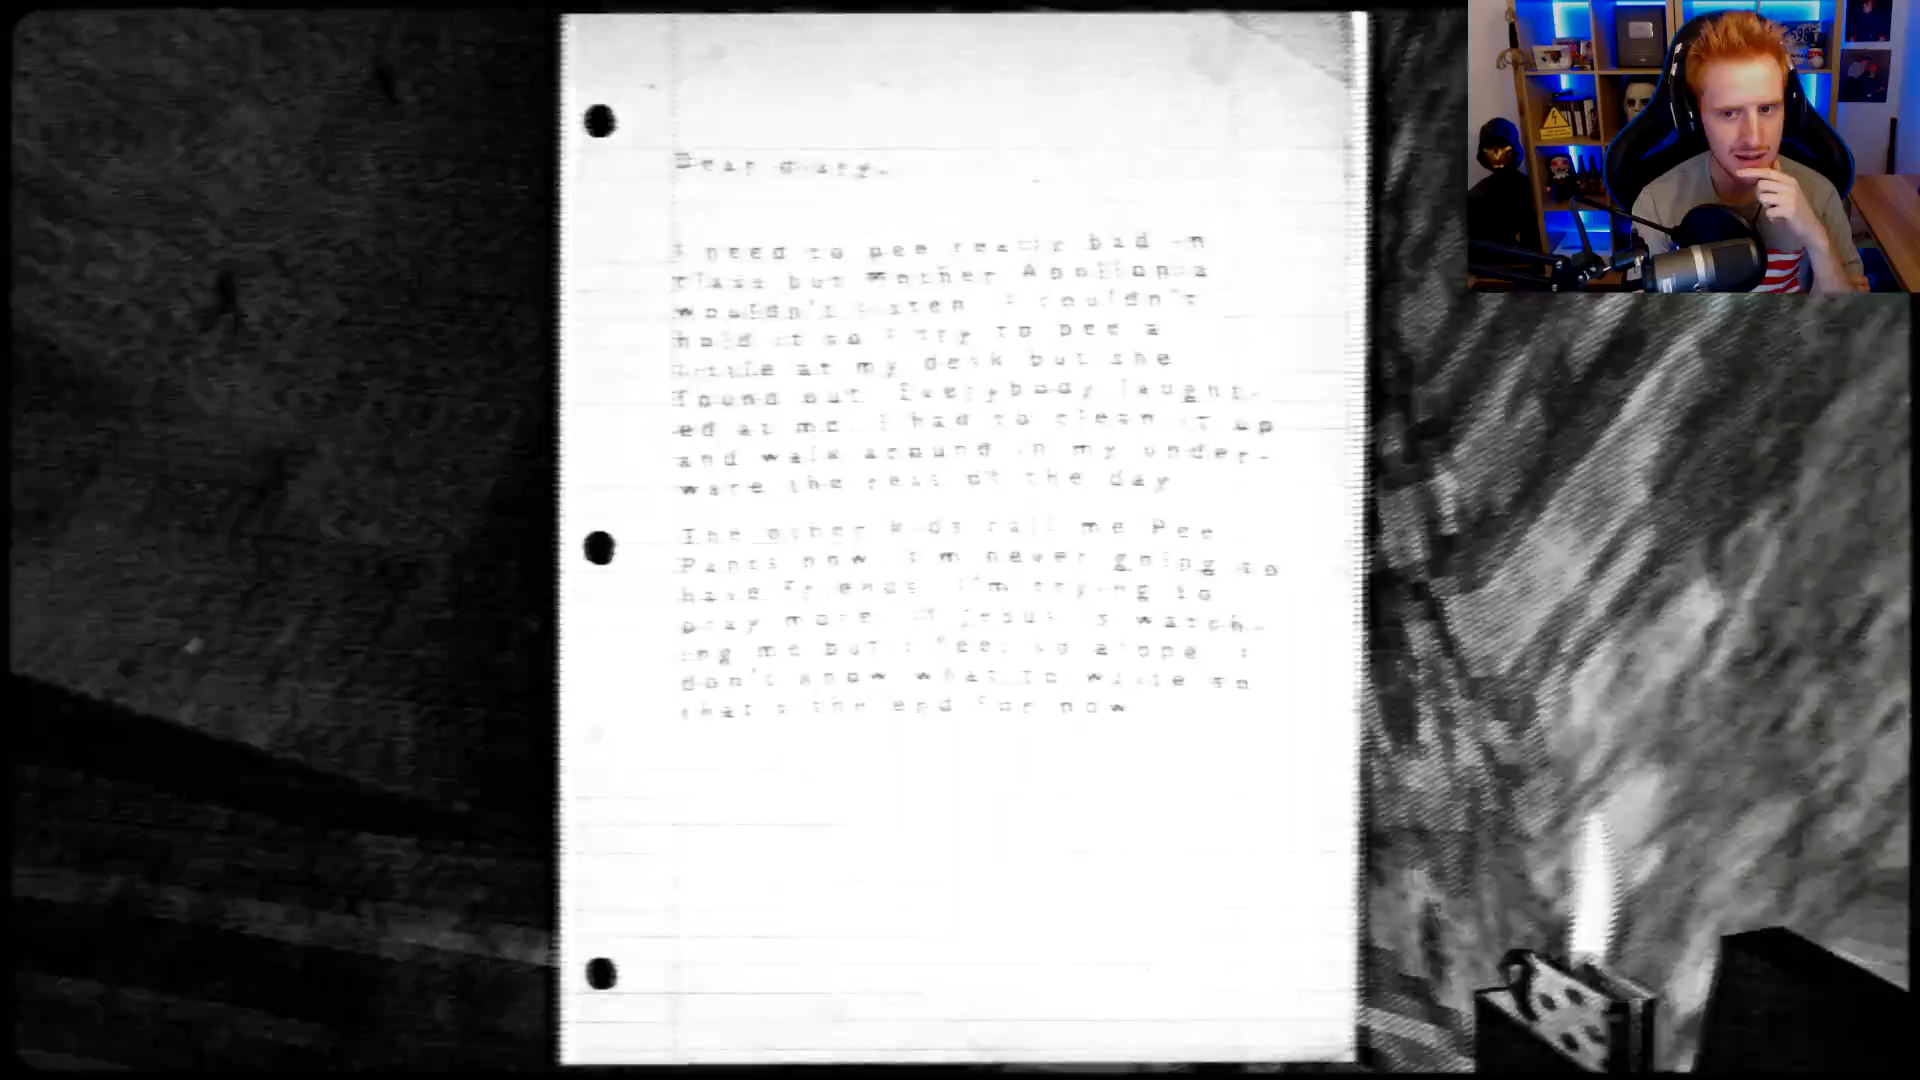 Dear diary,
I need to pee really bad in
class but Mother Apollonia
wouldn't listen I couldn't
hold it so I try to pee a
little at my desk but she
found out Everybody laught-
ed at me I had to clean it up
and walk around in my under-
ware the rest of the day
The other kids call me Pee
Pants now I'm never going to
have friends I'm trying to
pray more if Jesus is watch-
ing me but I feel so alone I
don't know what to write so
that's the end for now